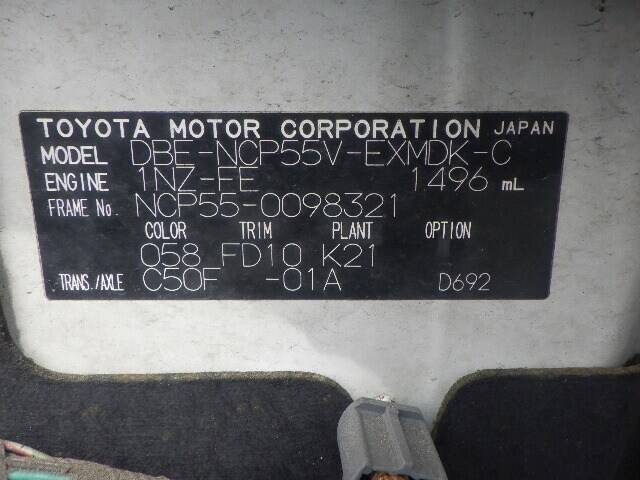 TOYOTA MOTOR CORPORATION JAPAN
MODEL DBE-NCP55V-EXMDK-C
ENGINE 1NZ-FE 1496 mL
FRAME No. NCP55-0098321
COLOR TRIM PLANT OPTION
058 FD10 K21
TRANS./AXLE C50F -01A D692